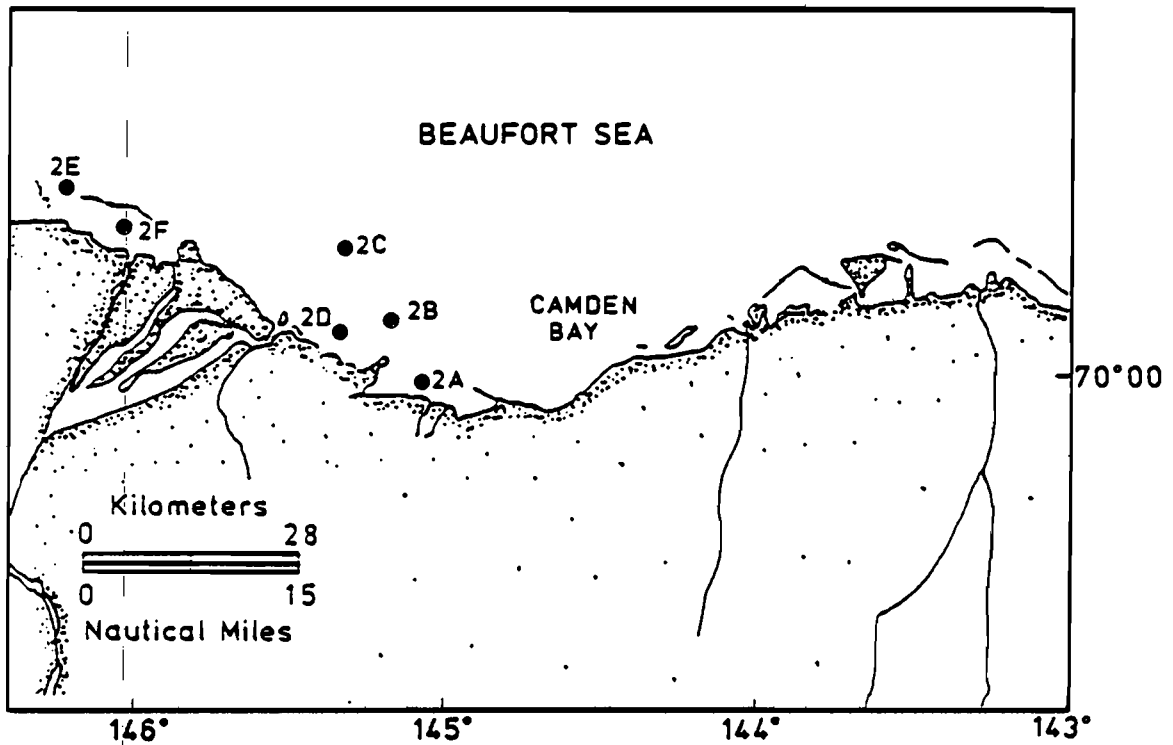 BEAUFORT SEA
2E
2F
2C
2D
2B
CAMDEN
BAY
2A
70°00
Kilometers
0 28
0 15
Nautical Miles
146° 145° 144° 143°